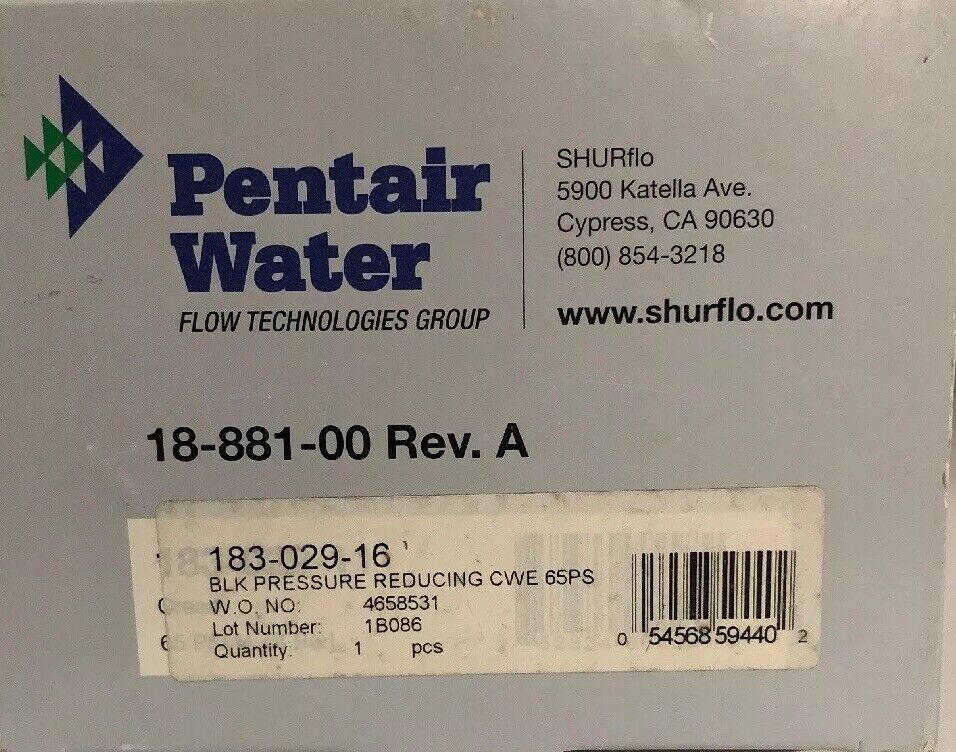 Pentair
Water
FLOW TECHNOLOGIES GROUP
SHURflo
5900 Katella Ave.
Cypress, CA 90630
(800) 854-3218
www.shurflo.com
18-881-00 Rev. A
183-029-16
BLK PRESSURE REDUCING CWE 65PS
W.O. NO: 4658531
Lot Number: 1B086
Quantity: 1 pcs
0 54568 59440 2